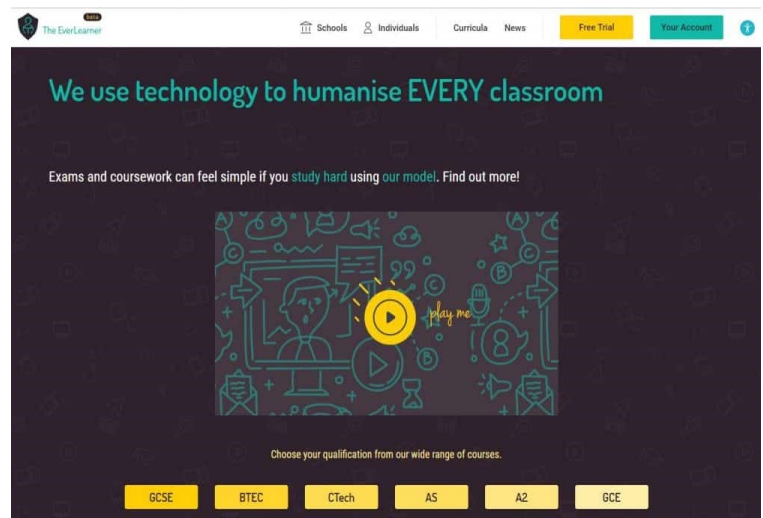 beta
The EverLearner
Schools Individuals Curricula News Free Trial Your Account
We use technology to humanise EVERY classroom
Exams and coursework can feel simple if you study hard using our model. Find out more!
A C A
C B
99
play me
B
B C
Choose your qualification from our wide range of courses.
GCSE BTEC CTech AS A2 GCE